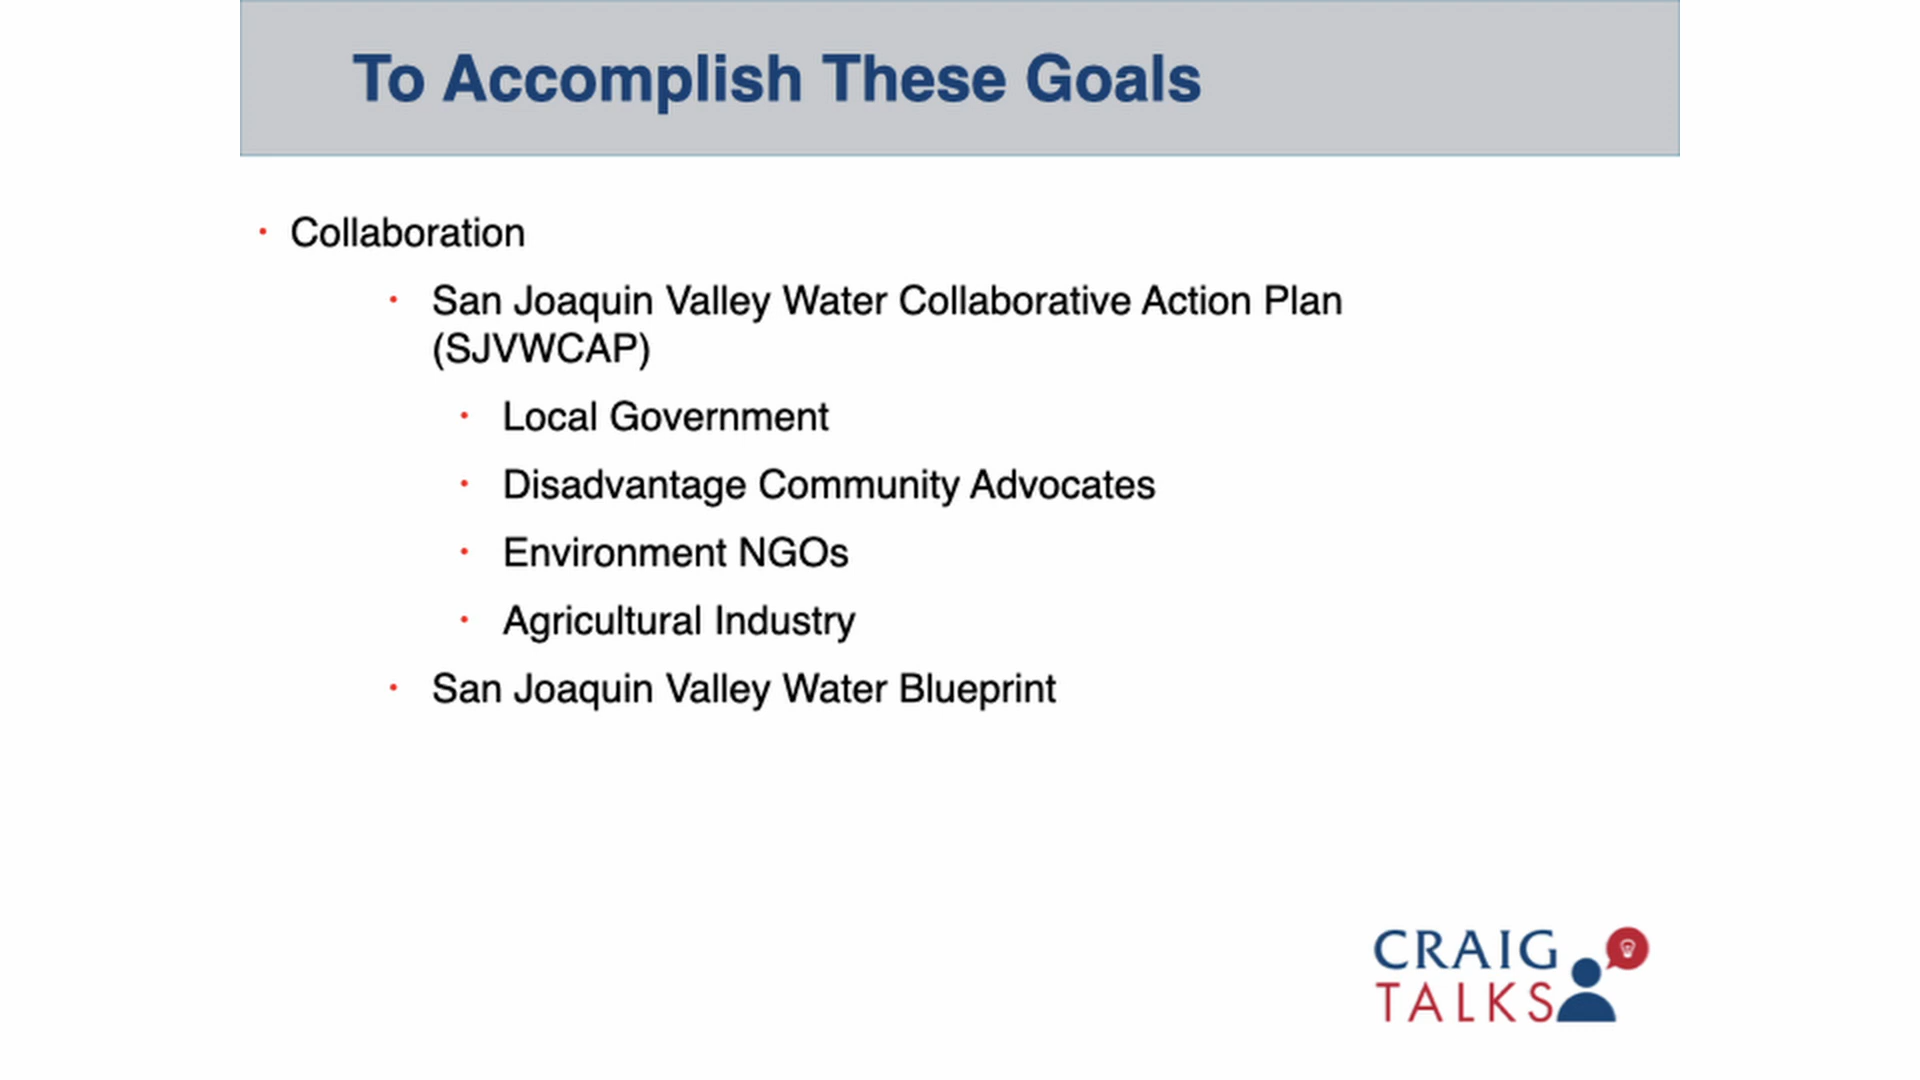 To Accomplish These Goals
Collaboration
San Joaquin Valley Water Collaborative Action Plan
(SJVWCAP)
Local Government
Disadvantage Community Advocates
Environment NGOs
Agricultural Industry
San Joaquin Valley Water Blueprint
CRAIG
TALKS